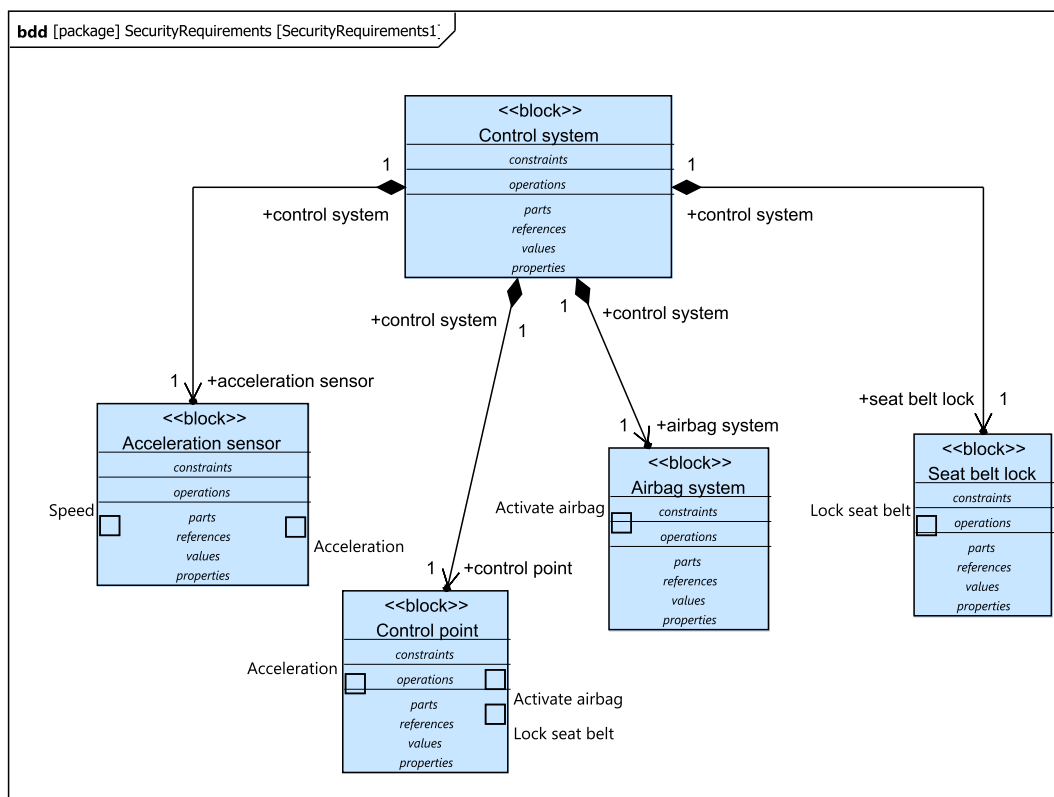 bdd [package] SecurityRequirements [SecurityRequirements1]
<<block>>
Control system
constraints
operations
parts
references
values
properties
1
+control system
1
+control system
+control system
1
1
+control system
1
+acceleration sensor
<<block>>
Acceleration sensor
constraints
operations
parts
references
values
properties
Speed
Acceleration
1
+control point
<<block>>
Control point
constraints
operations
parts
references
values
properties
Acceleration
Activate airbag
Lock seat belt
1
+airbag system
<<block>>
Airbag system
constraints
operations
parts
references
values
properties
Activate airbag
+seat belt lock
1
<<block>>
Seat belt lock
constraints
operations
parts
references
values
properties
Lock seat belt